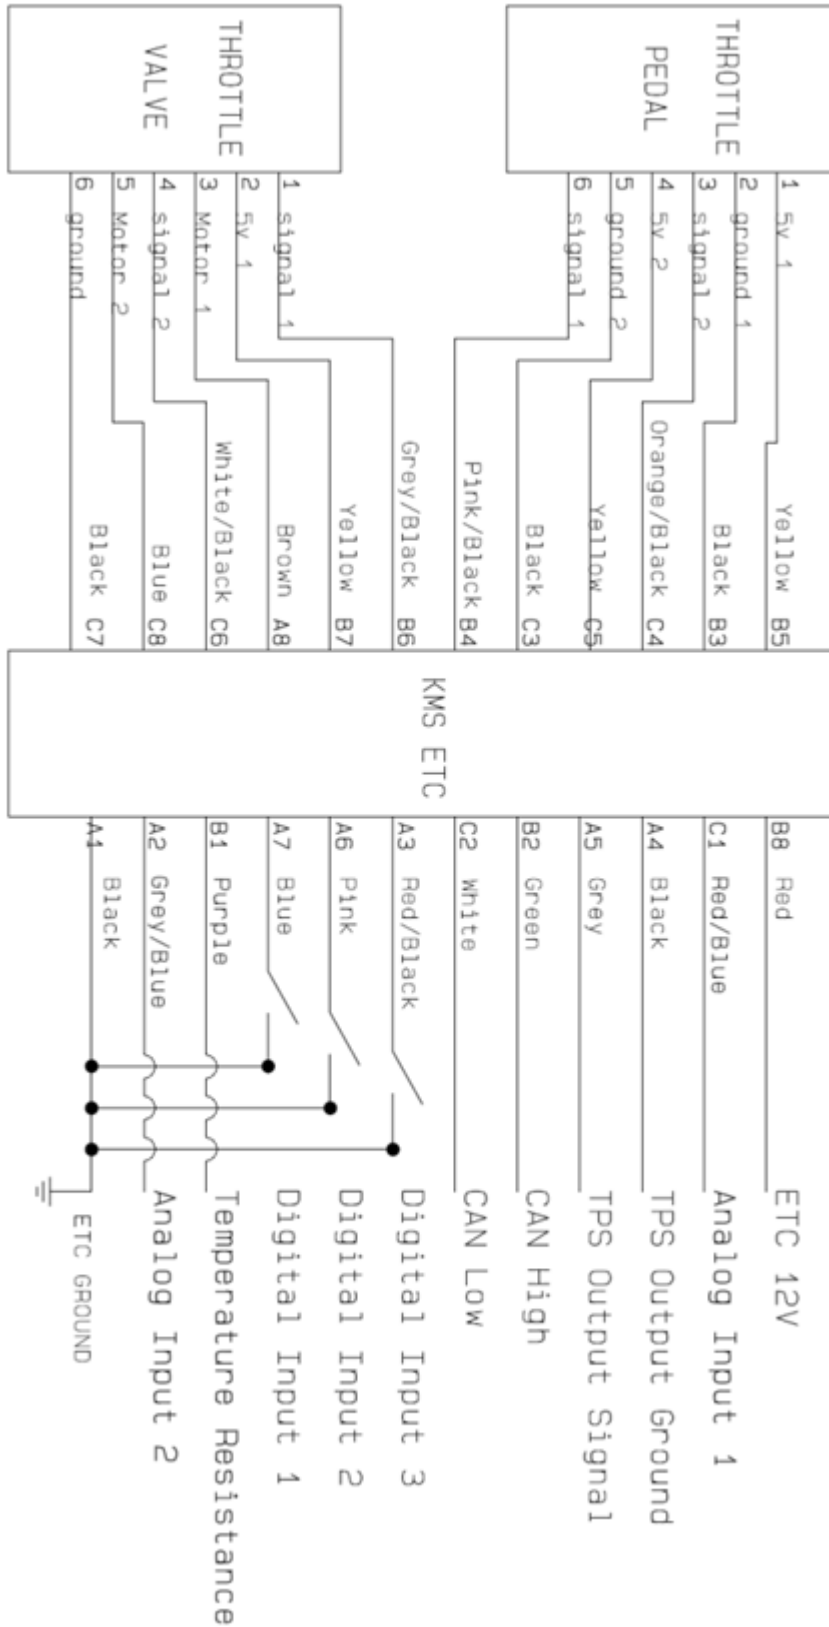 THROTTLE
PEDAL
1 5v 1
2 ground 1
3 signal 2
4 5v 2
5 ground 2
6 signal 1
Yellow B5
Black B3
Orange/Black C4
Yellow C5
Black C3
Pink/Black B4
THROTTLE
VALVE
1 signal 1
2 5v 1
3 Motor 1
4 signal 2
5 Motor 2
6 ground
Grey/Black B6
Yellow B7
Brown A8
White/Black C6
Blue C8
Black C7
KMS ETC
B8 Red ETC 12V
C1 Red/Blue Analog Input 1
A4 Black TPS Output Ground
A5 Grey TPS Output Signal
B2 Green CAN High
C2 White CAN Low
A3 Red/Black Digital Input 3
A6 Pink Digital Input 2
A7 Blue Digital Input 1
B1 Purple Temperature Resistance
A2 Grey/Blue Analog Input 2
A1 Black ETC GROUND